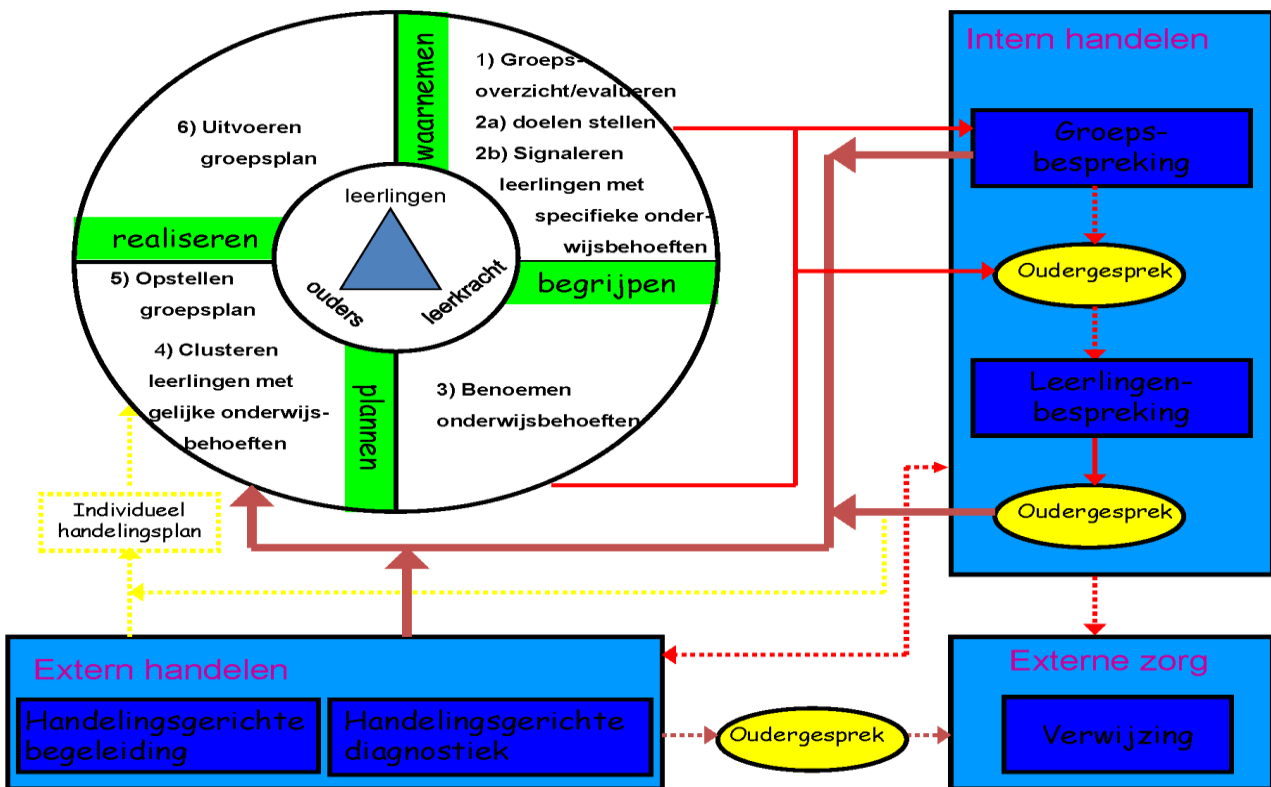 waarnemen
1) Groeps-
overzicht/evalueren
2a) doelen stellen
2b) Signaleren
leerlingen met
specifieke onder-
wijsbehoeften
begrijpen
3) Benoemen
onderwijsbehoeften
plannen
4) Clusteren
leerlingen met
gelijke onderwijs-
behoeften
5) Opstellen
groepsplan
realiseren
6) Uitvoeren
groepsplan
leerlingen
ouders
leerkracht
Individueel
handelingsplan
Intern handelen
Groeps-
bespreking
Oudergesprek
Leerlingen-
bespreking
Oudergesprek
Extern handelen
Handelingsgerichte
begeleiding
Handelingsgerichte
diagnostiek
Oudergesprek
Externe zorg
Verwijzing